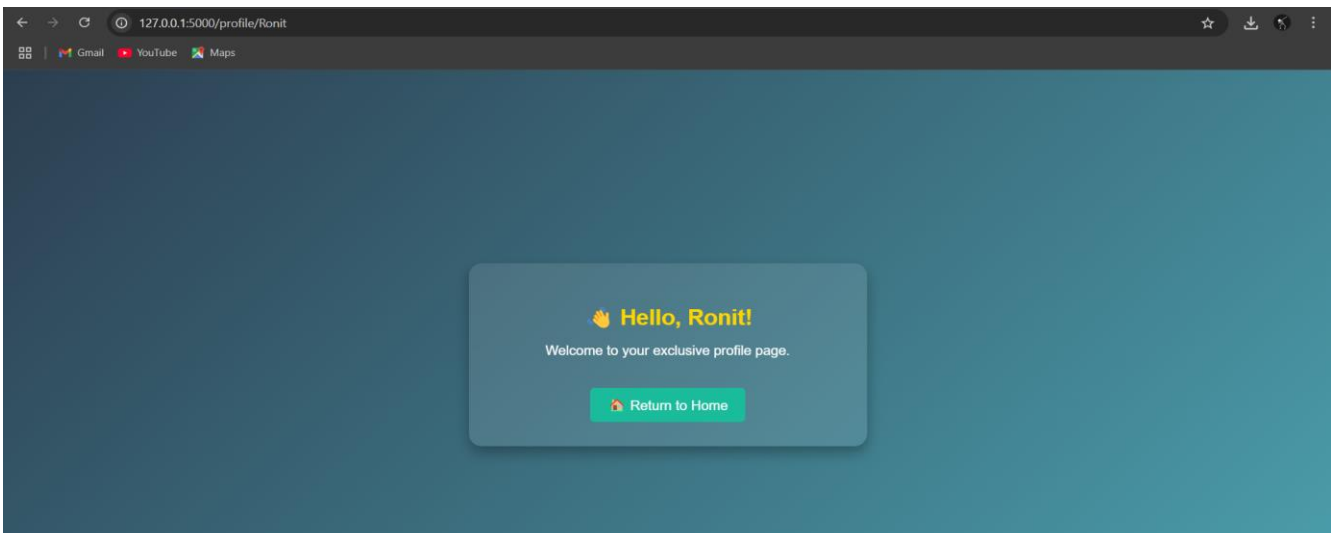 127.0.0.1:5000/profile/Ronit
Gmail YouTube Maps
👋 Hello, Ronit!
Welcome to your exclusive profile page.
🏠 Return to Home